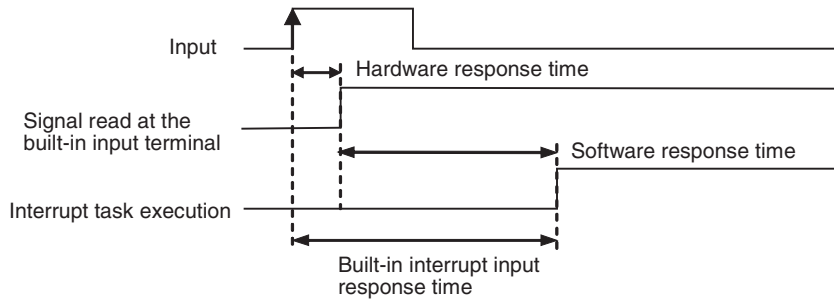 Input
Hardware response time
Signal read at the
built-in input terminal
Software response time
Interrupt task execution
Built-in interrupt input
response time